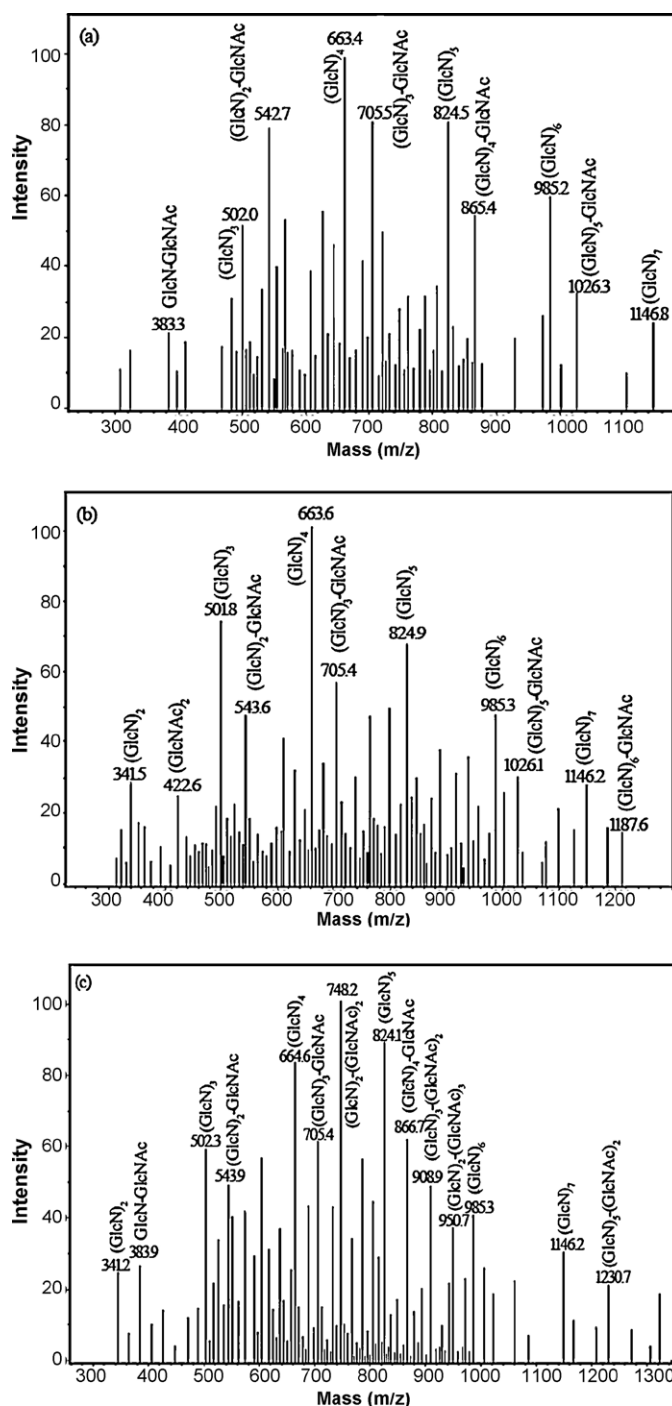 (a)
100
80
60
40
20
0
Intensity
300 400 500 600 700 800 900 1000 1100
Mass (m/z)
383.3 GlcN-GlcNAc
502.0 (GlcN)3
542.7 (GlcN)2-GlcNAc
663.4 (GlcN)4
705.5 (GlcN)3-GlcNAc
824.5 (GlcN)5
865.4 (GlcN)4-GlcNAc
985.2 (GlcN)6
1026.3 (GlcN)5-GlcNAc
1146.8 (GlcN)7
(b)
100
80
60
40
20
0
Intensity
300 400 500 600 700 800 900 1000 1100 1200
Mass (m/z)
341.5 (GlcN)2
422.6 (GlcNAc)2
501.8 (GlcN)3
543.6 (GlcN)2-GlcNAc
663.6 (GlcN)4
705.4 (GlcN)3-GlcNAc
824.9 (GlcN)5
985.3 (GlcN)6
1026.1 (GlcN)5-GlcNAc
1146.2 (GlcN)7
1187.6 (GlcN)6-GlcNAc
(c)
100
80
60
40
20
0
Intensity
300 400 500 600 700 800 900 1000 1100 1200 1300
Mass (m/z)
341.2 (GlcN)2
383.9 GlcN-GlcNAc
502.3 (GlcN)3
543.9 (GlcN)2-GlcNAc
664.6 (GlcN)4
705.4 (GlcN)3-GlcNAc
748.2 (GlcN)2-(GlcNAc)2
824.1 (GlcN)5
866.7 (GlcN)4-GlcNAc
908.9 (GlcN)3-(GlcNAc)2
950.7 (GlcN)2-(GlcNAc)3
985.3 (GlcN)6
1146.2 (GlcN)7
1230.7 (GlcN)5-(GlcNAc)2